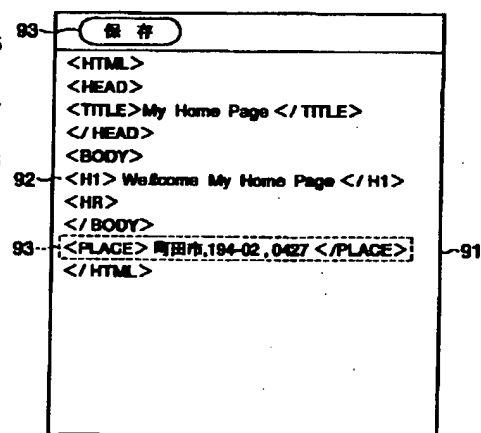 93 保存
<HTML>
<HEAD>
<TITLE>My Home Page </TITLE>
</HEAD>
<BODY>
92 <H1> Welcome My Home Page </H1>
<HR>
</BODY>
93 <PLACE> 町田市,194-02 , 0427 </PLACE> 91
</HTML>